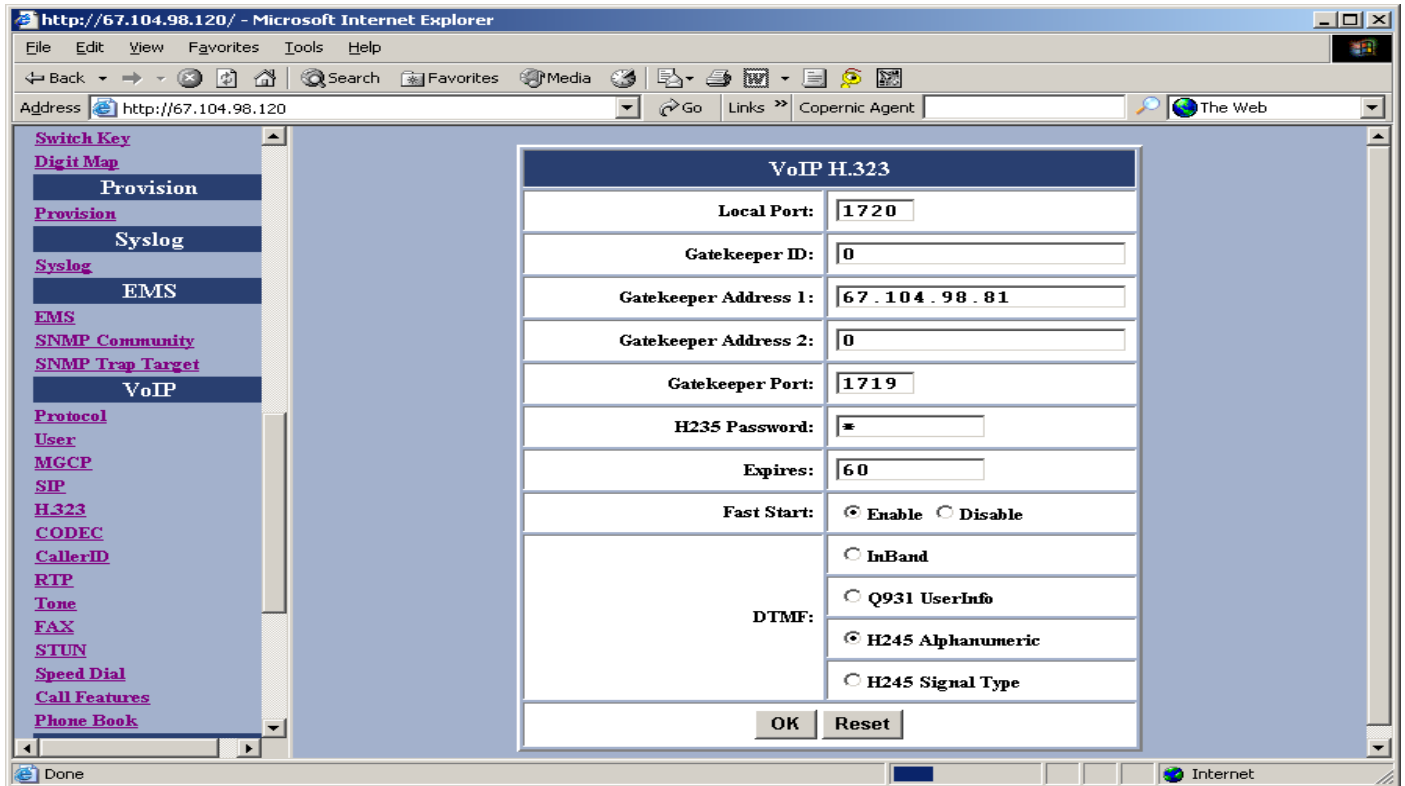 http://67.104.98.120/ - Microsoft Internet Explorer
File Edit View Favorites Tools Help
Back Search Favorites Media
Address http://67.104.98.120 Go Links » Copernic Agent The Web
Switch Key
Digit Map
Provision
Provision
Syslog
Syslog
EMS
EMS
SNMP Community
SNMP Trap Target
VoIP
Protocol
User
MGCP
SIP
H.323
CODEC
CallerID
RTP
Tone
FAX
STUN
Speed Dial
Call Features
Phone Book
VoIP H.323
Local Port: 1720
Gatekeeper ID: 0
Gatekeeper Address 1: 67.104.98.81
Gatekeeper Address 2: 0
Gatekeeper Port: 1719
H235 Password: *
Expires: 60
Fast Start: Enable Disable
DTMF:
InBand
Q931 UserInfo
H245 Alphanumeric
H245 Signal Type
OK Reset
Done Internet